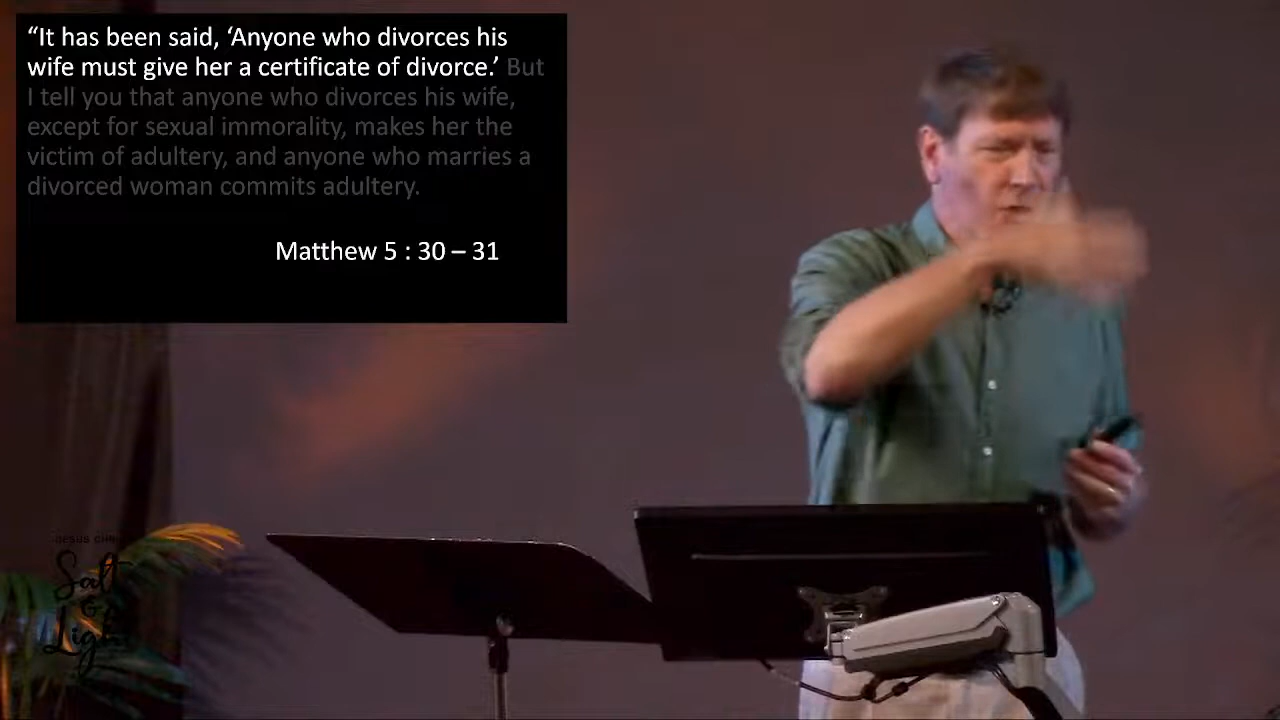 “It has been said, ‘Anyone who divorces his
wife must give her a certificate of divorce.’ But
I tell you that anyone who divorces his wife,
except for sexual immorality, makes her the
victim of adultery, and anyone who marries a
divorced woman commits adultery.
Matthew 5 : 30 – 31
JESUS CHR
Salt
&
Light